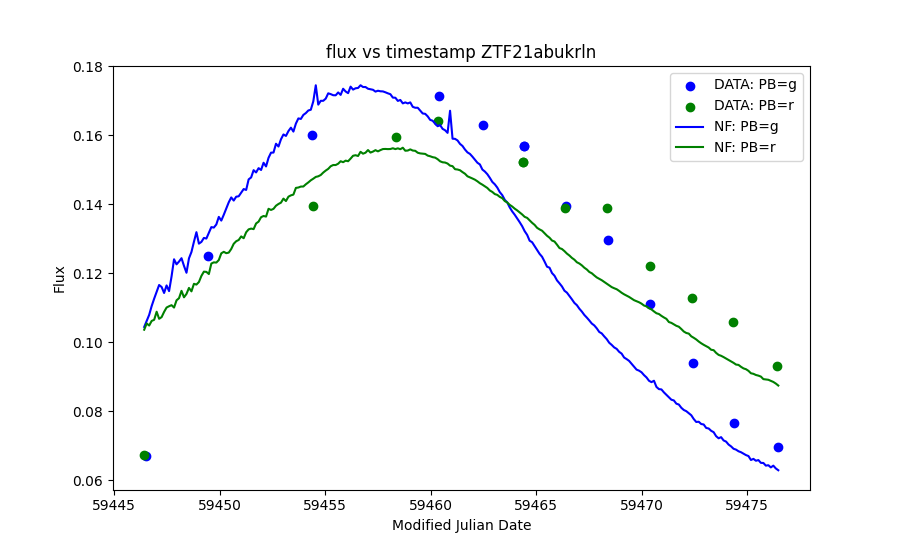 flux vs timestamp ZTF21abukrln
DATA: PB=g
DATA: PB=r
NF: PB=g
NF: PB=r
Flux
0.18
0.16
0.14
0.12
0.10
0.08
0.06
59445 59450 59455 59460 59465 59470 59475
Modified Julian Date